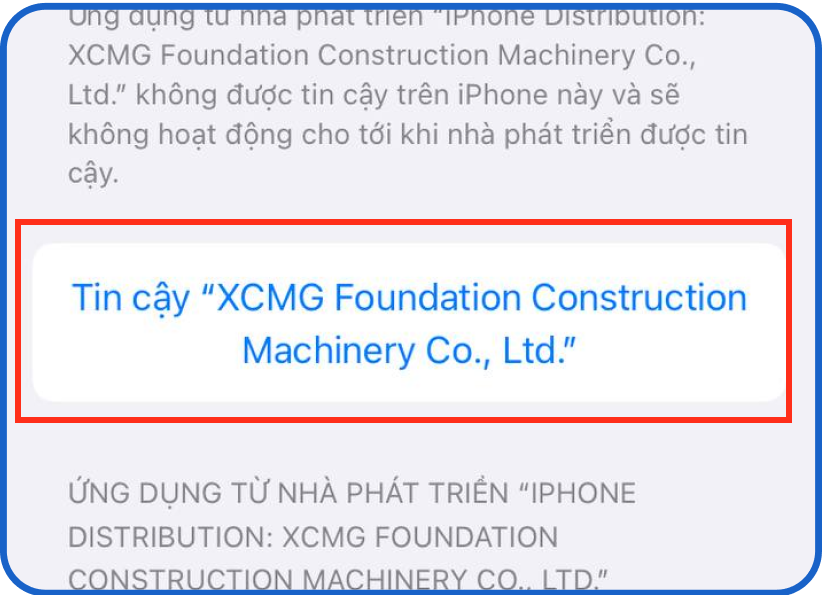 Ứng dụng từ nhà phát triển “iPhone Distribution:
XCMG Foundation Construction Machinery Co.,
Ltd.” không được tin cậy trên iPhone này và sẽ
không hoạt động cho tới khi nhà phát triển được tin
cậy.
Tin cậy “XCMG Foundation Construction
Machinery Co., Ltd.”
ỨNG DỤNG TỪ NHÀ PHÁT TRIỂN “IPHONE
DISTRIBUTION: XCMG FOUNDATION
CONSTRUCTION MACHINERY CO., LTD.”